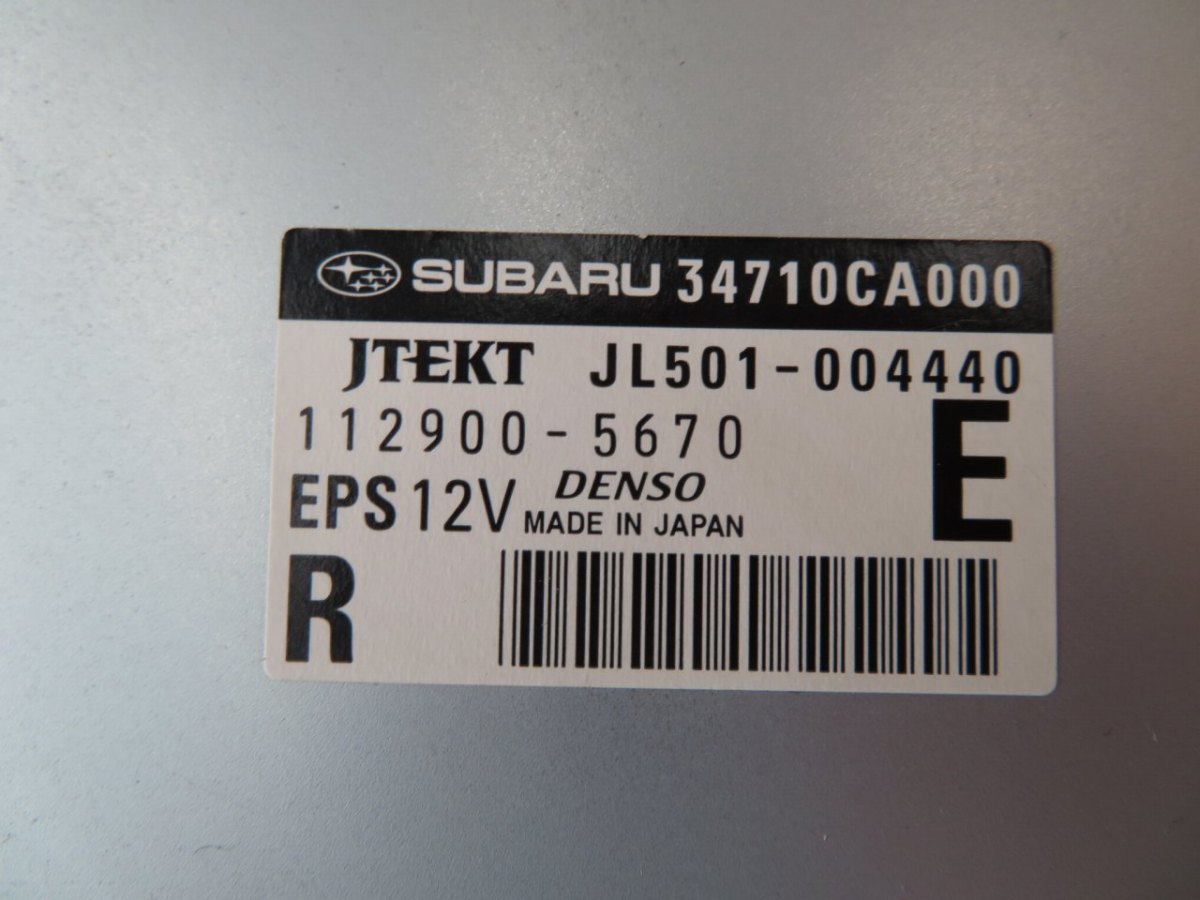 SUBARU 34710CA000
JTEKT JL501-004440
112900-5670
E
EPS 12V DENSO
MADE IN JAPAN
R